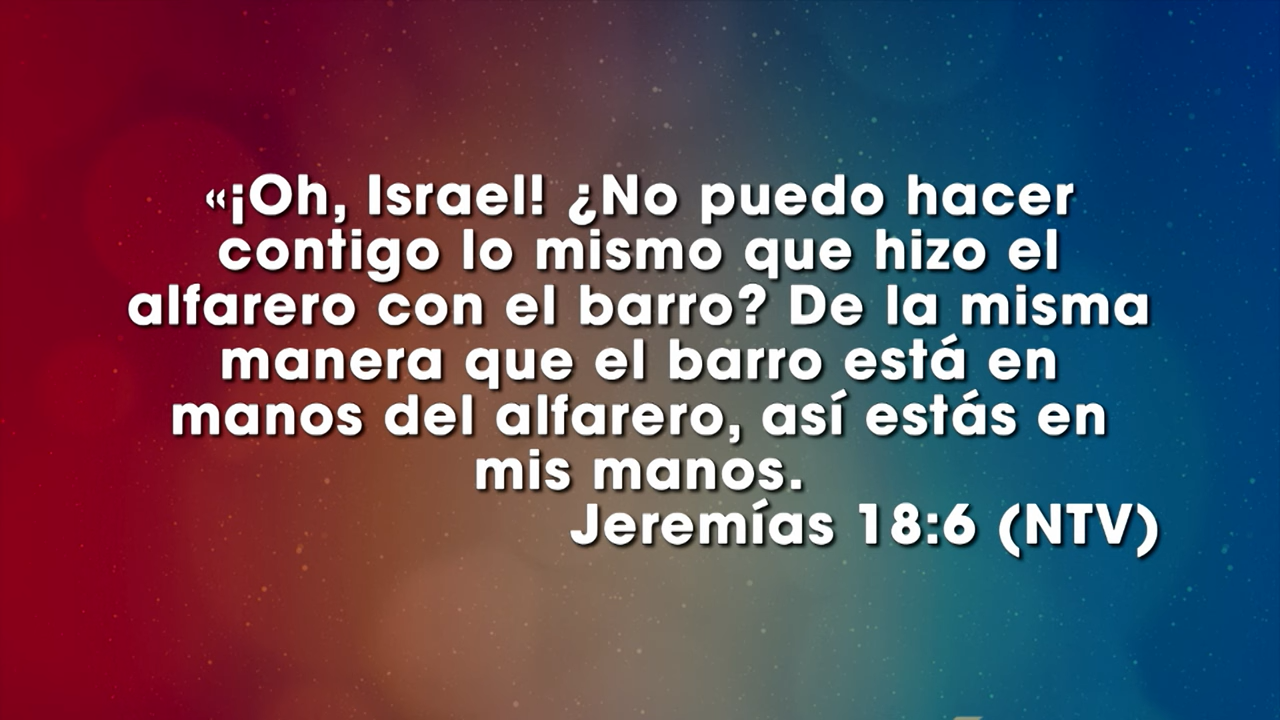 «¡Oh, Israel! ¿No puedo hacer
contigo lo mismo que hizo el
alfarero con el barro? De la misma
manera que el barro está en
manos del alfarero, así estás en
mis manos.
Jeremías 18:6 (NTV)